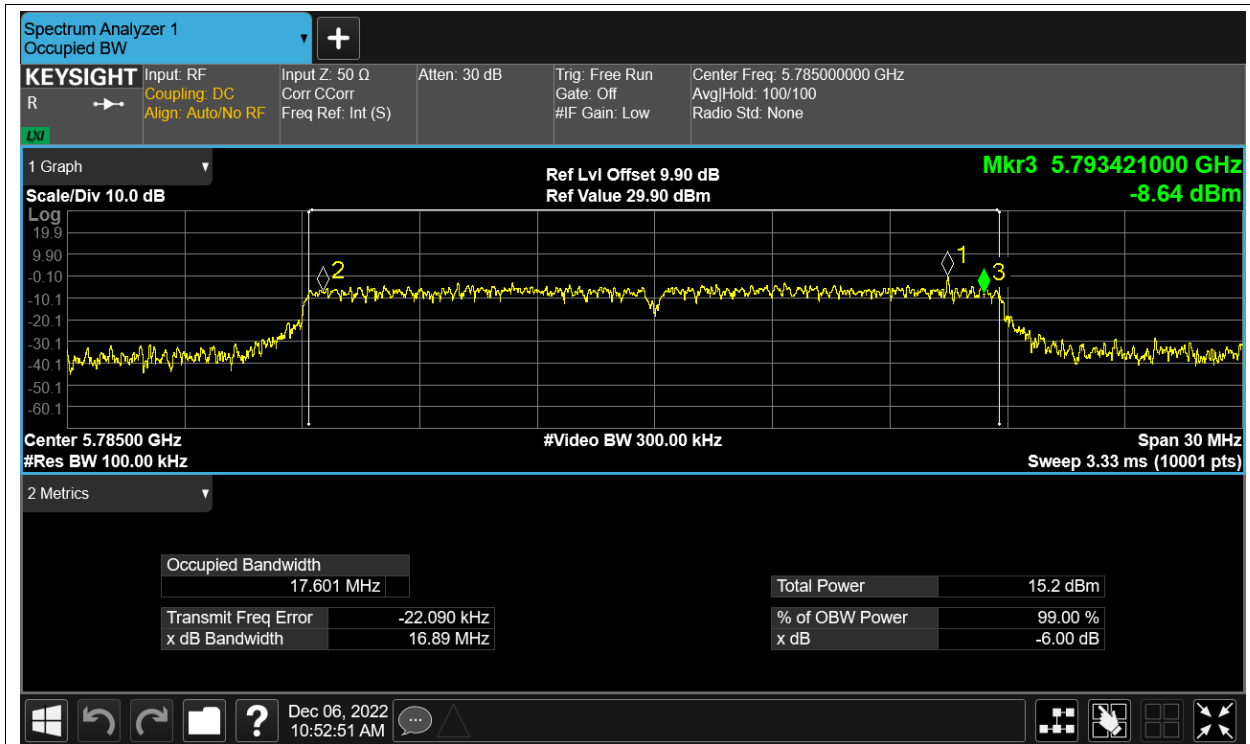 Spectrum Analyzer 1
Occupied BW
KEYSIGHT
R
LXI
Input: RF
Coupling: DC
Align: Auto/No RF
Input Z: 50 Ω
Corr CCorr
Freq Ref: Int (S)
Atten: 30 dB
Trig: Free Run
Gate: Off
#IF Gain: Low
Center Freq: 5.785000000 GHz
Avg|Hold: 100/100
Radio Std: None
1 Graph
Ref Lvl Offset 9.90 dB
Mkr3 5.793421000 GHz
Scale/Div 10.0 dB
Ref Value 29.90 dBm
-8.64 dBm
Log
19.9
9.90
-0.10
-10.1
-20.1
-30.1
-40.1
-50.1
-60.1
2
1
3
Center 5.78500 GHz
#Video BW 300.00 kHz
Span 30 MHz
#Res BW 100.00 kHz
Sweep 3.33 ms (10001 pts)
2 Metrics
Occupied Bandwidth
17.601 MHz
Total Power 15.2 dBm
Transmit Freq Error -22.090 kHz
% of OBW Power 99.00 %
x dB Bandwidth 16.89 MHz
x dB -6.00 dB
?
Dec 06, 2022
10:52:51 AM